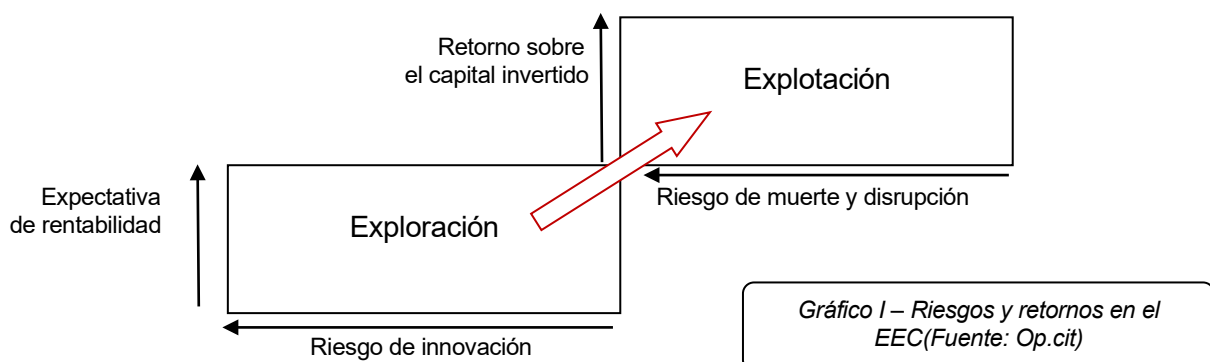 Retorno sobre
el capital invertido
Explotación
Riesgo de muerte y disrupción
Expectativa
de rentabilidad
Exploración
Riesgo de innovación
Gráfico I – Riesgos y retornos en el
EEC(Fuente: Op.cit)